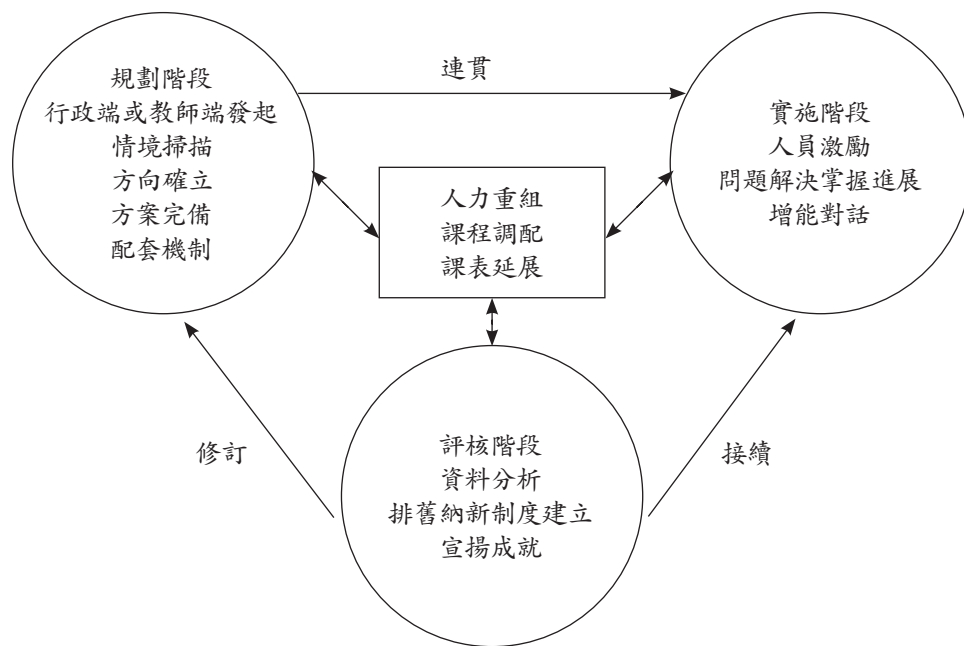 規劃階段
行政端或教師端發起
情境掃描
方向確立
方案完備
配套機制
連貫
實施階段
人員激勵
問題解決掌握進展
增能對話
人力重組
課程調配
課表延展
修訂
評核階段
資料分析
排舊納新制度建立
宣揚成就
接續